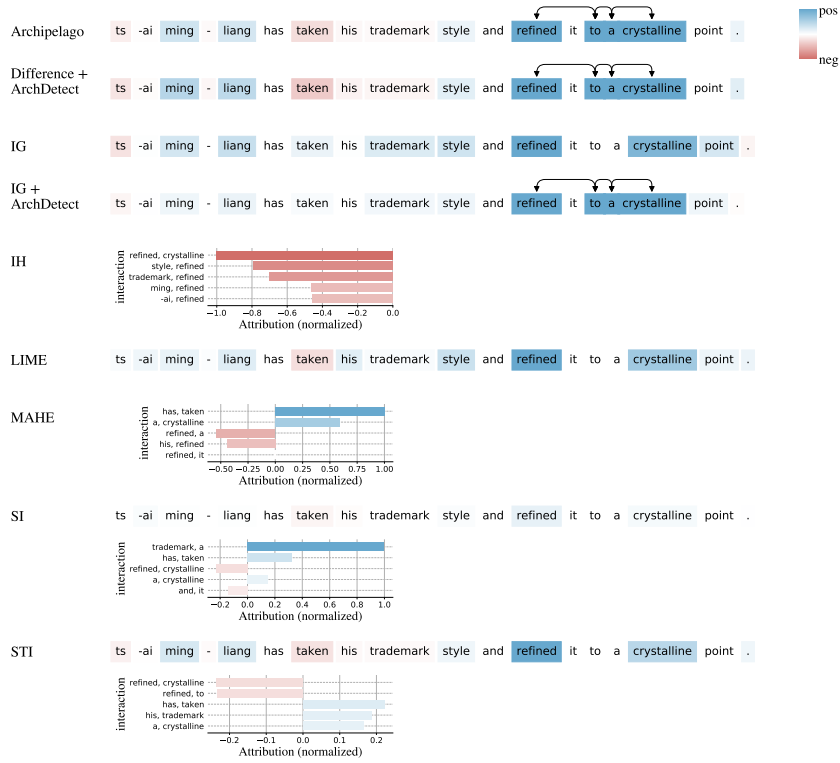 pos
neg
Archipelago ts -ai ming - liang has taken his trademark style and refined it to a crystalline point .
Difference +
ArchDetect ts -ai ming - liang has taken his trademark style and refined it to a crystalline point .
IG ts -ai ming - liang has taken his trademark style and refined it to a crystalline point .
IG +
ArchDetect ts -ai ming - liang has taken his trademark style and refined it to a crystalline point .
IH
interaction
refined, crystalline
style, refined
trademark, refined
ming, refined
-ai, refined
−1.0 −0.8 −0.6 −0.4 −0.2 0.0
Attribution (normalized)
LIME ts -ai ming - liang has taken his trademark style and refined it to a crystalline point .
MAHE
interaction
has, taken
a, crystalline
refined, a
his, refined
refined, it
−0.50 −0.25 0.00 0.25 0.50 0.75 1.00
Attribution (normalized)
SI ts -ai ming - liang has taken his trademark style and refined it to a crystalline point .
interaction
trademark, a
has, taken
refined, crystalline
a, crystalline
and, it
−0.2 0.0 0.2 0.4 0.6 0.8 1.0
Attribution (normalized)
STI ts -ai ming - liang has taken his trademark style and refined it to a crystalline point .
interaction
refined, crystalline
refined, to
has, taken
his, trademark
a, crystalline
−0.2 −0.1 0.0 0.1 0.2
Attribution (normalized)